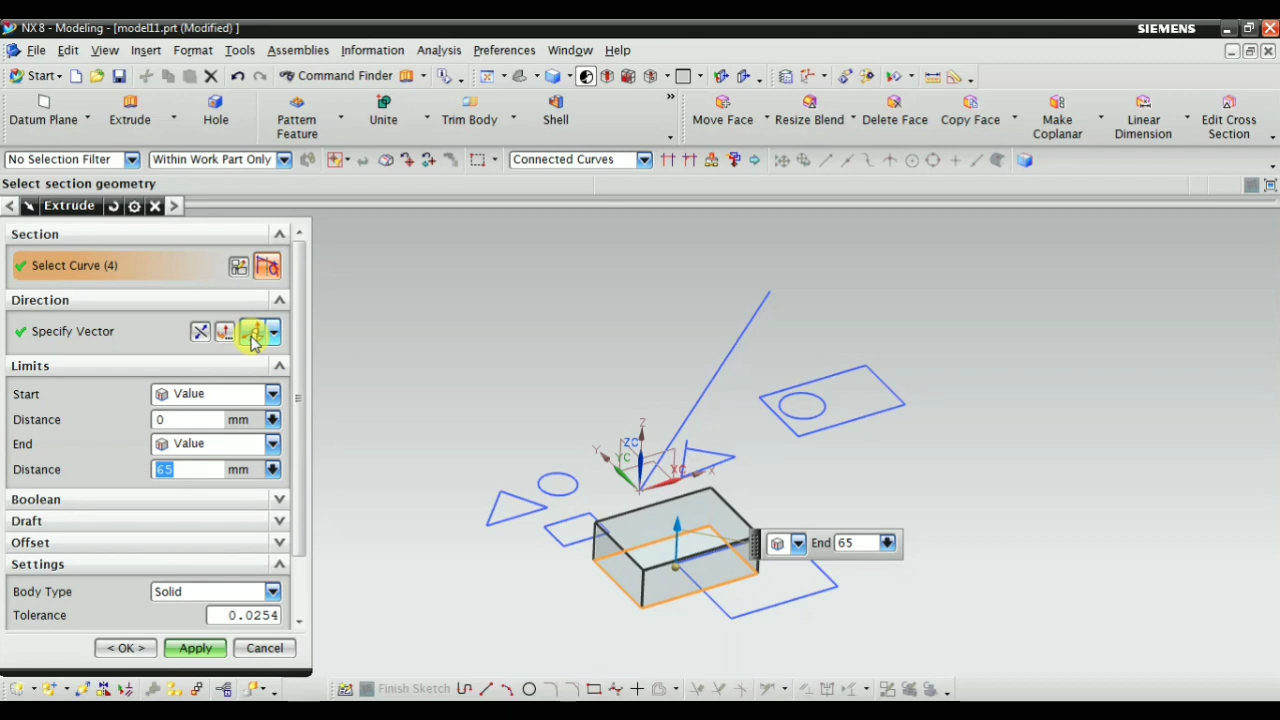 NX 8 - Modeling - [model11.prt (Modified) ]
SIEMENS
File Edit View Insert Format Tools Assemblies Information Analysis Preferences Window Help
Start Command Finder
Datum Plane Extrude Hole Pattern Feature Unite Trim Body Shell Move Face Resize Blend Delete Face Copy Face Make Coplanar Linear Dimension Edit Cross Section
No Selection Filter Within Work Part Only Connected Curves
Select section geometry
Extrude
Section
Select Curve (4)
Direction
Specify Vector
Limits
Start Value
Distance 0 mm
End Value
Distance 65 mm
Boolean
Draft
Offset
Settings
Body Type Solid
Tolerance 0.0254
< OK > Apply Cancel
Z
ZC
Y
YC
XC
X
End 65
Finish Sketch